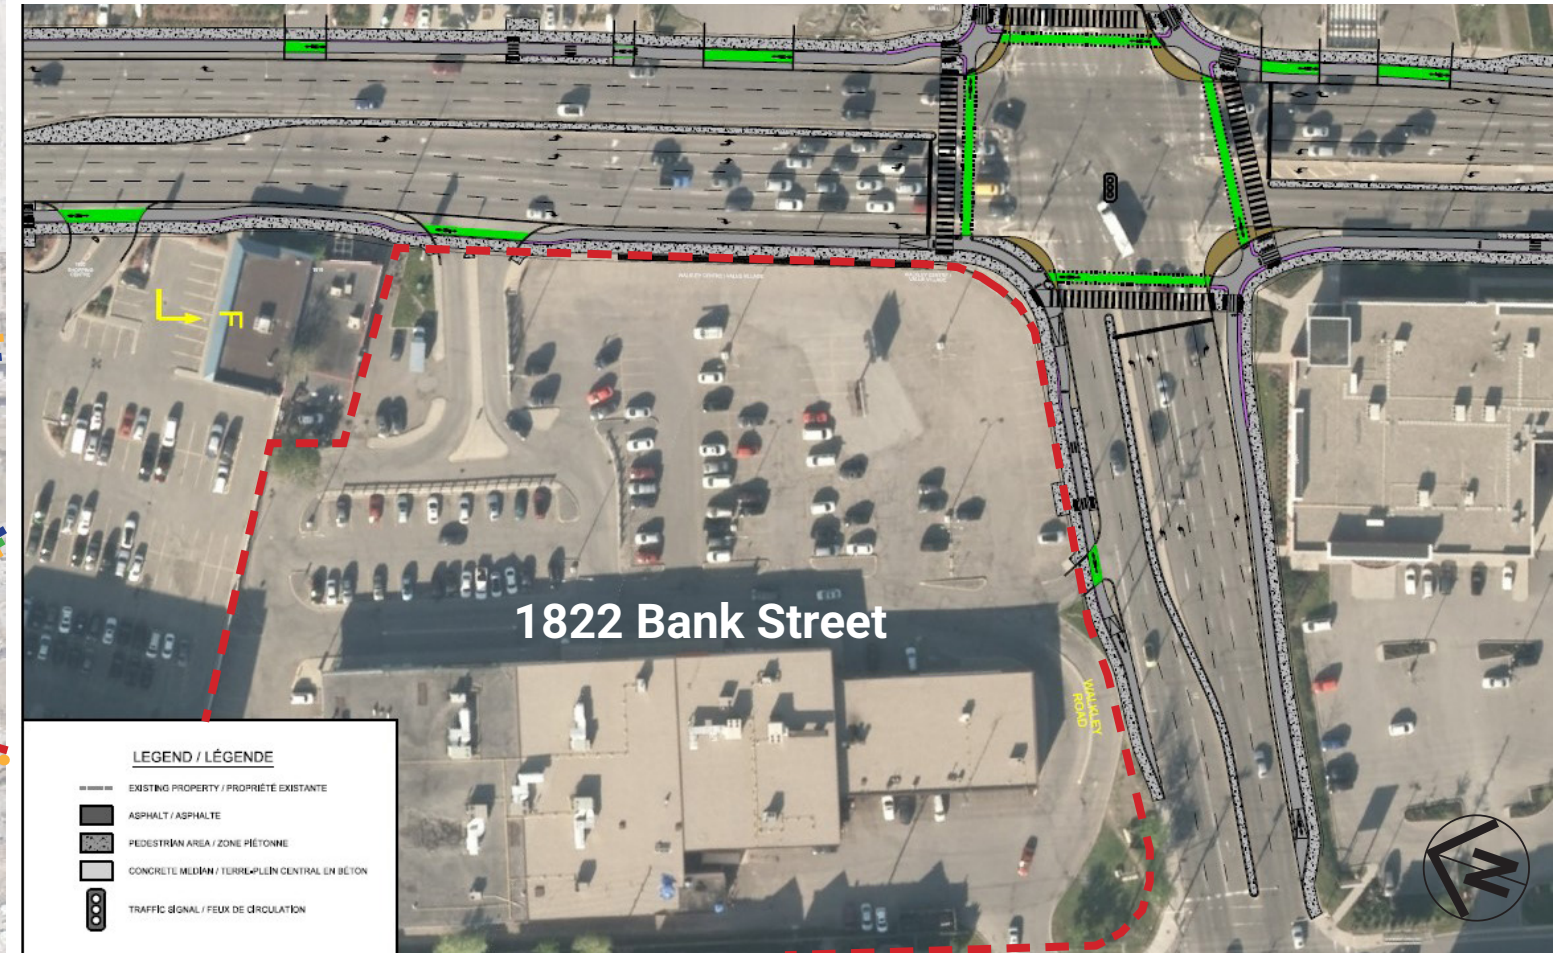 1822 Bank Street
WALKLEY
ROAD
LEGEND / LÉGENDE
EXISTING PROPERTY / PROPRIÉTÉ EXISTANTE
ASPHALT / ASPHALTE
PEDESTRIAN AREA / ZONE PIÉTONNE
CONCRETE MEDIAN / TERRE-PLEIN CENTRAL EN BÉTON
TRAFFIC SIGNAL / FEUX DE CIRCULATION